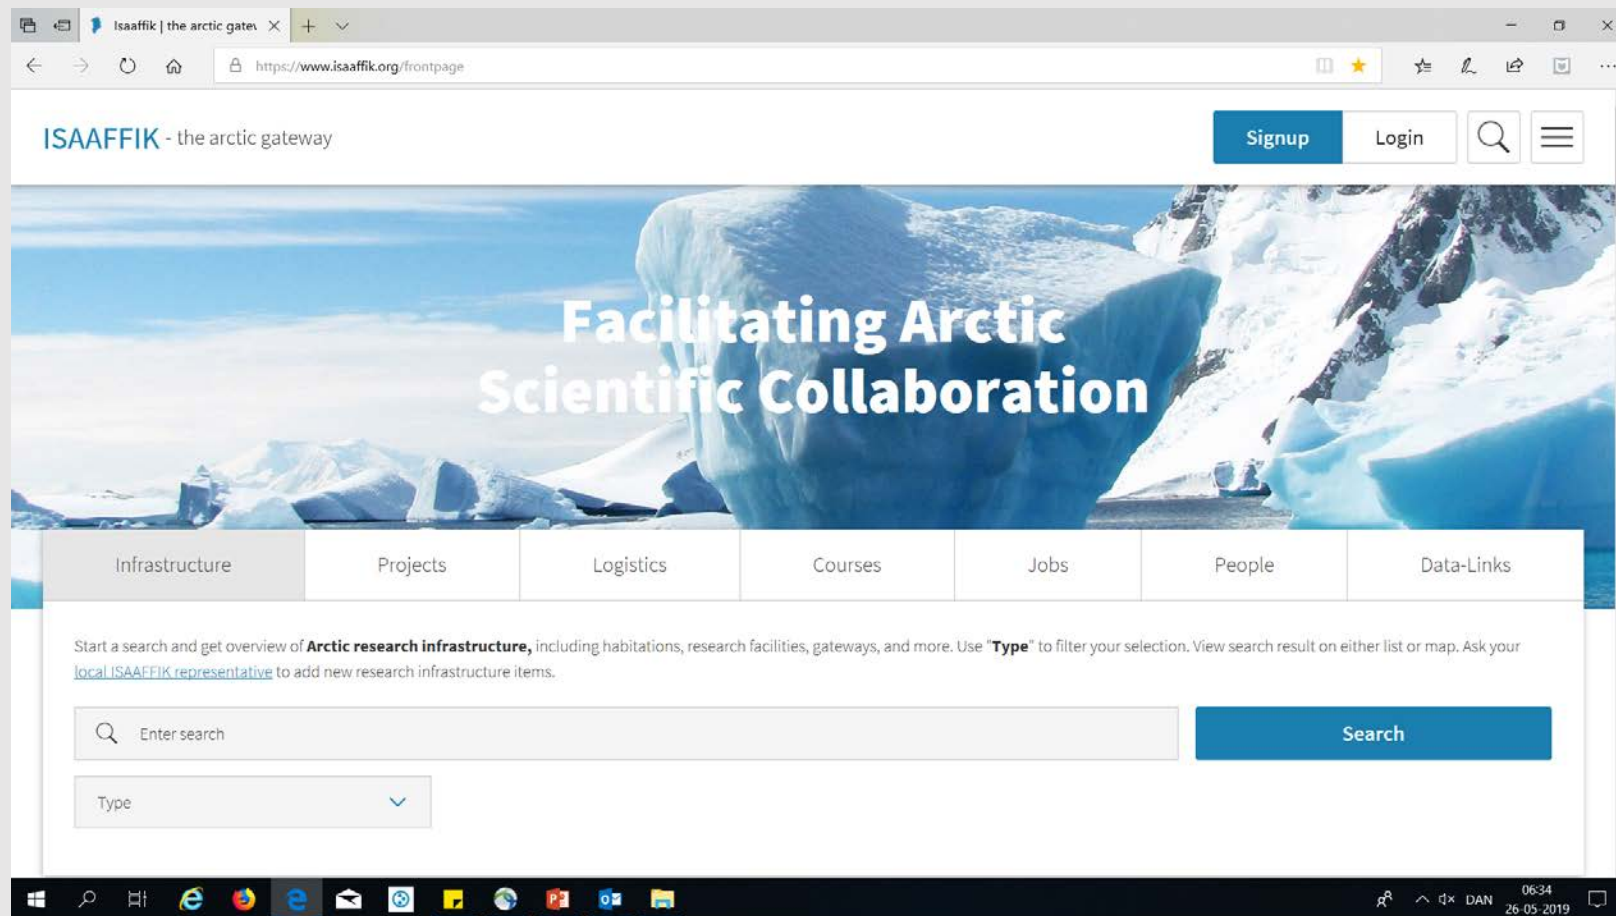 Isaaffik | the arctic gatew
https://www.isaaffik.org/frontpage
ISAAFFIK - the arctic gateway
Signup
Login
Facilitating Arctic
Scientific Collaboration
Infrastructure
Projects
Logistics
Courses
Jobs
People
Data-Links
Start a search and get overview of Arctic research infrastructure, including habitations, research facilities, gateways, and more. Use "Type" to filter your selection. View search result on either list or map. Ask your
local ISAAFFIK representative to add new research infrastructure items.
Enter search
Search
Type
DAN
06:34
26-05-2019